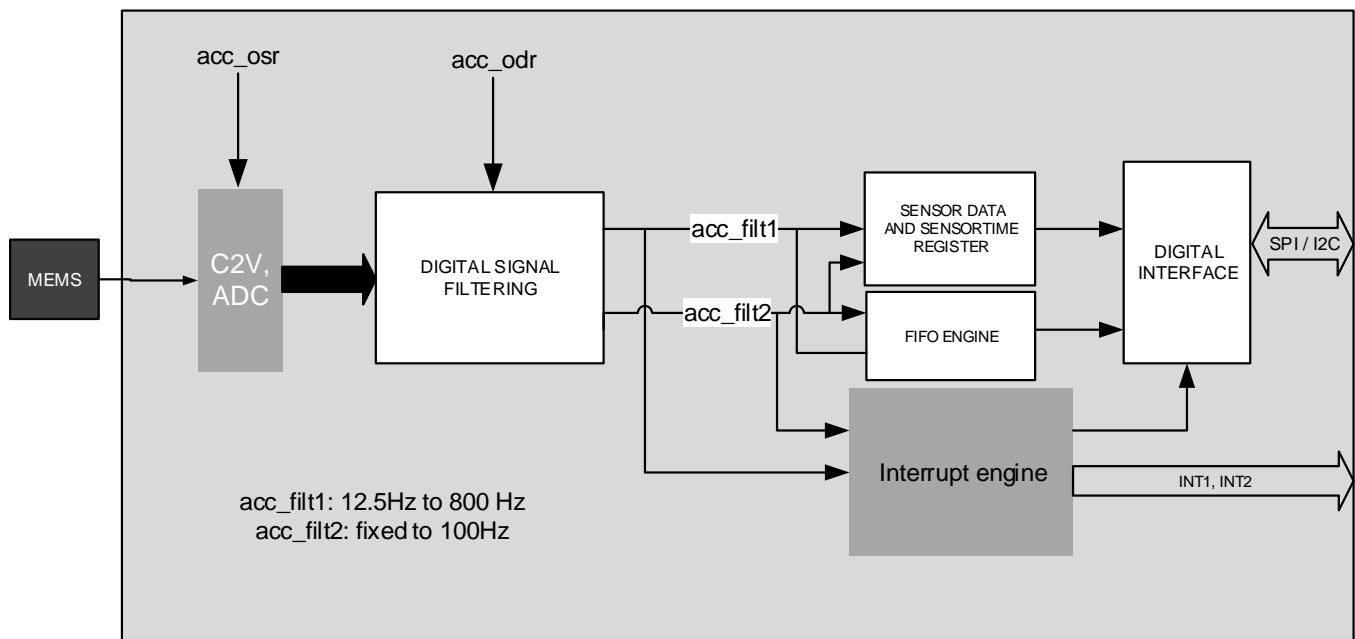 acc_osr
acc_odr
MEMS
C2V,
ADC
DIGITAL SIGNAL
FILTERING
acc_filt1
acc_filt2
SENSOR DATA
AND SENSORTIME
REGISTER
FIFO ENGINE
DIGITAL
INTERFACE
SPI / I2C
Interrupt engine
INT1, INT2
acc_filt1: 12.5Hz to 800 Hz
acc_filt2: fixed to 100Hz